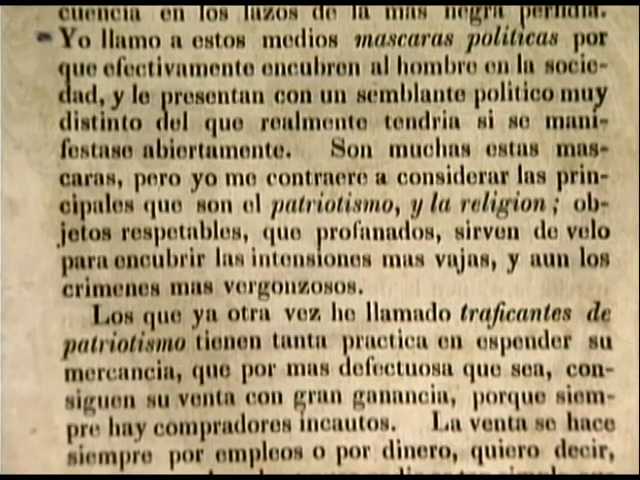 cuencia en los lazos de la mas negra perfidia.
Yo llamo a estos medios mascaras politicas por
que efectivamente encubren al hombre en la socie-
dad, y le presentan con un semblante politico muy
distinto del que realmente tendria si se mani-
festase abiertamente. Son muchas estas mas-
caras, pero yo me contraere a considerar las prin-
cipales que son el patriotismo, y la religion; ob-
jetos respetables, que profanados, sirven de velo
para encubrir las intensiones mas vajas, y aun los
crimenes mas vergonzosos.
Los que ya otra vez he llamado traficantes de
patriotismo tienen tanta practica en espender su
mercancia, que por mas defectuosa que sea, con-
siguen su venta con gran ganancia, porque siem-
pre hay compradores incautos. La venta se hace
siempre por empleos o por dinero, quiero decir,